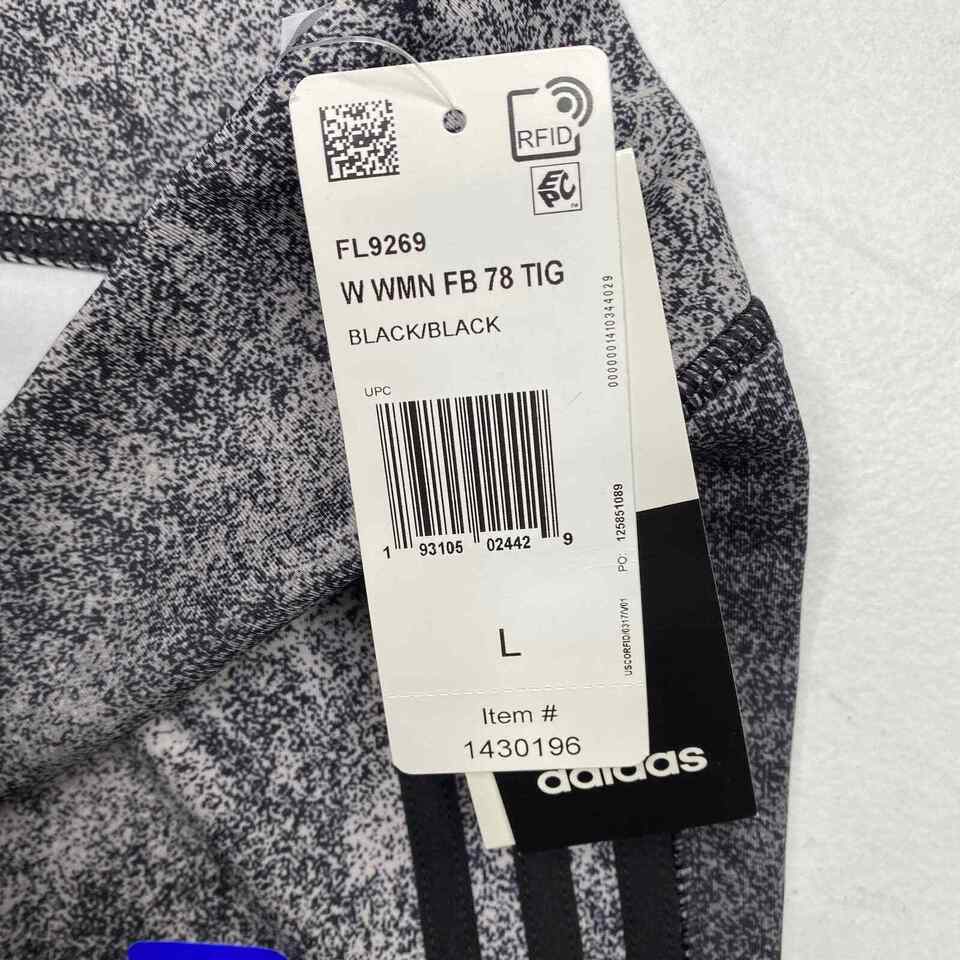 RFID
EPC
FL9269
W WMN FB 78 TIG
BLACK/BLACK
0000001410344029
UPC
1 93105 02442 9
PO: 125851089
USCORFID/0317/V01
L
Item #
1430196
adidas